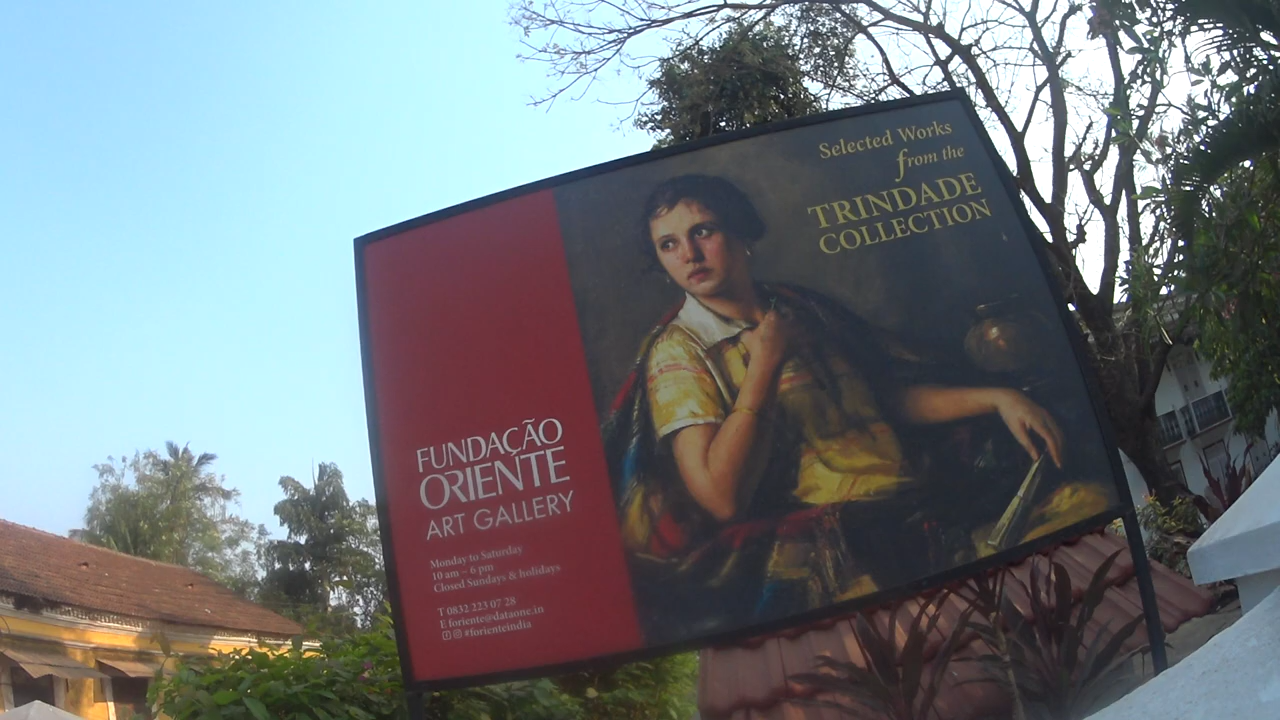 Selected Works
from the
TRINDADE
COLLECTION
FUNDAÇÃO
ORIENTE
ART GALLERY
Monday to Saturday
10 am – 6 pm
Closed Sundays & holidays
T 0832 223 07 28
E foriente@dataone.in
#forienteindia